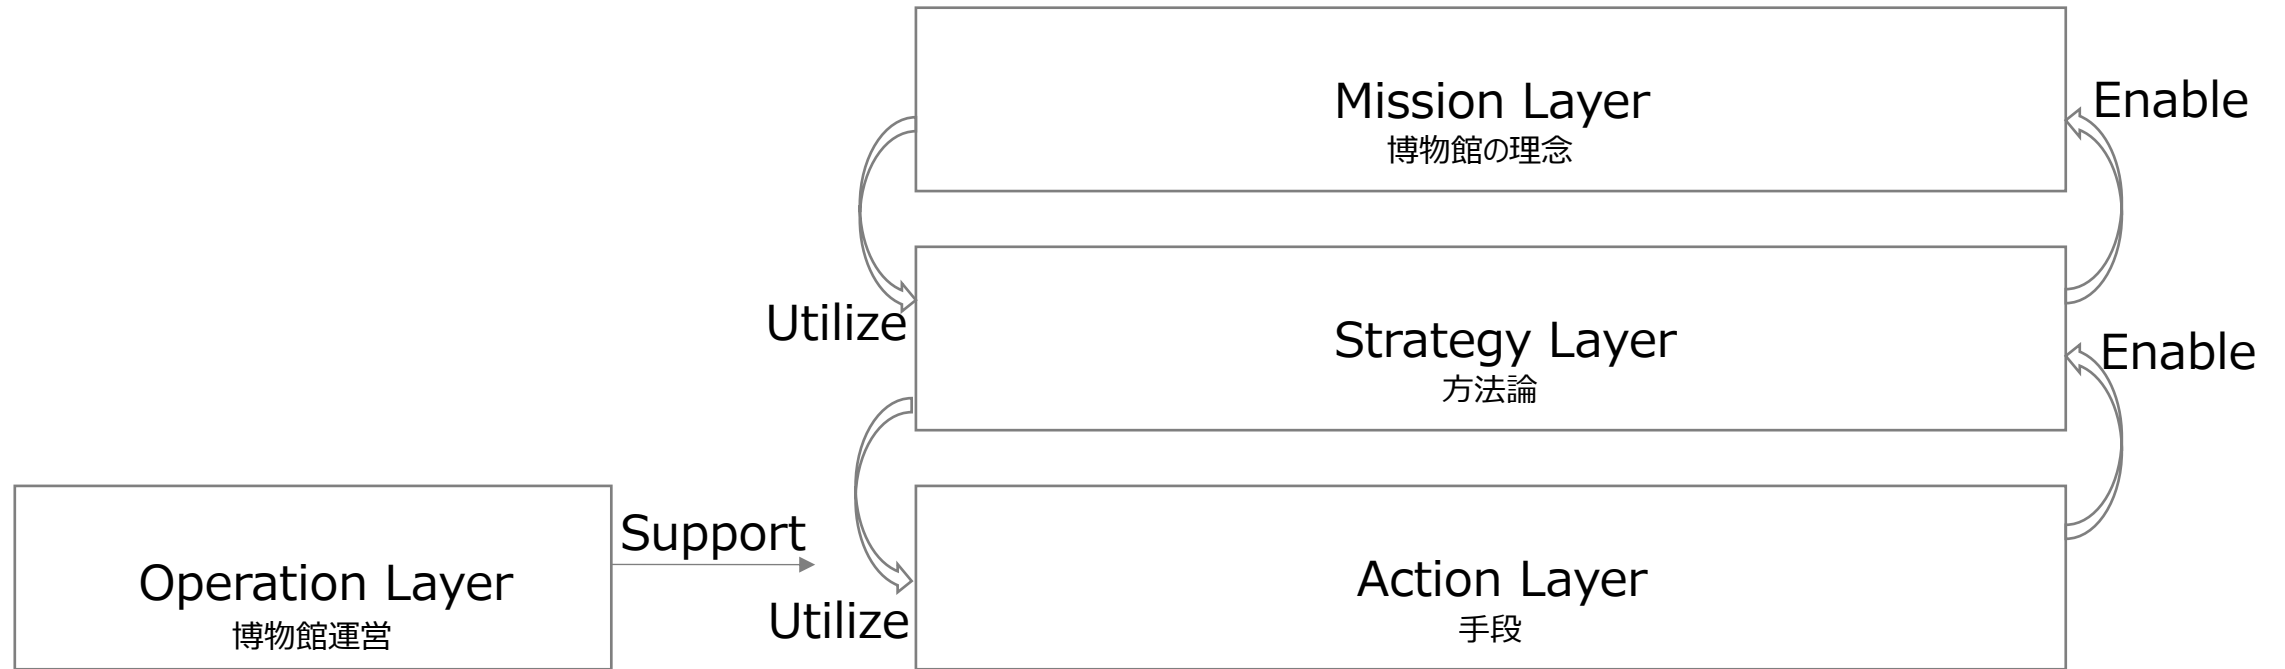 Mission Layer
博物館の理念
Enable
Utilize
Strategy Layer
方法論
Enable
Support
Operation Layer
博物館運営
Utilize
Action Layer
手段